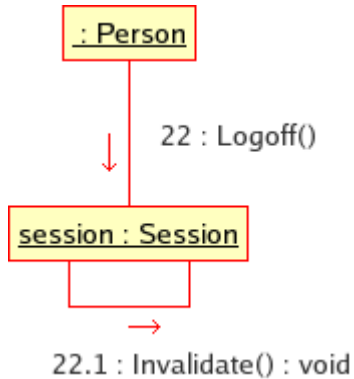 : Person
22 : Logoff()
session : Session
22.1 : Invalidate() : void